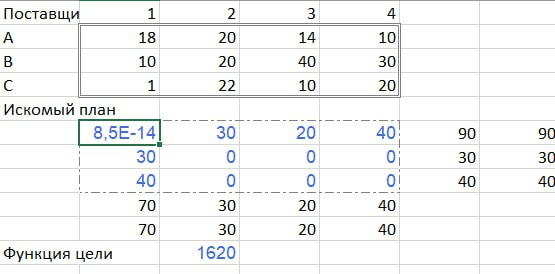 Поставщи 1 2 3 4
А 18 20 14 10
В 10 20 40 30
С 1 22 10 20
Искомый план
8,5E-14 30 20 40 90 90
30 0 0 0 30 30
40 0 0 0 40 40
70 30 20 40
70 30 20 40
Функция цели 1620